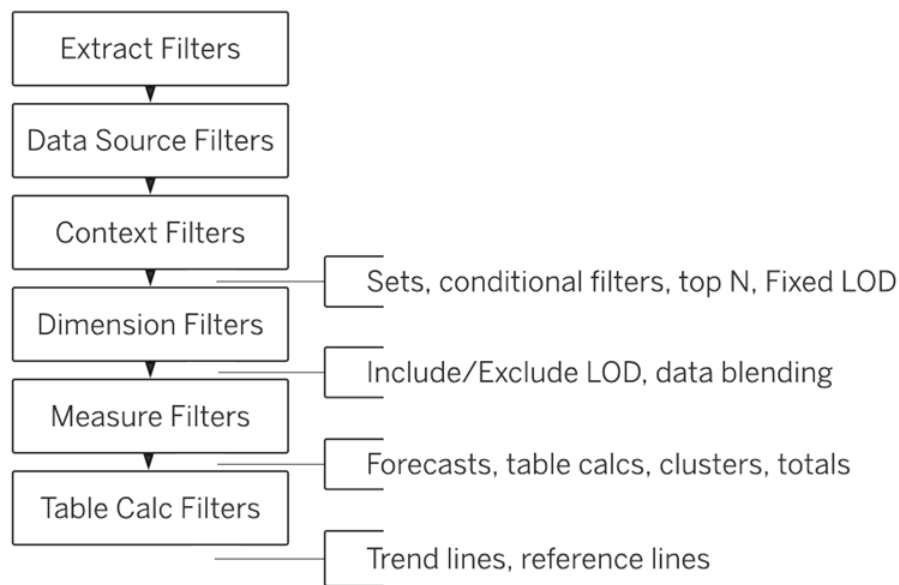 Extract Filters
Data Source Filters
Context Filters
Sets, conditional filters, top N, Fixed LOD
Dimension Filters
Include/Exclude LOD, data blending
Measure Filters
Forecasts, table calcs, clusters, totals
Table Calc Filters
Trend lines, reference lines